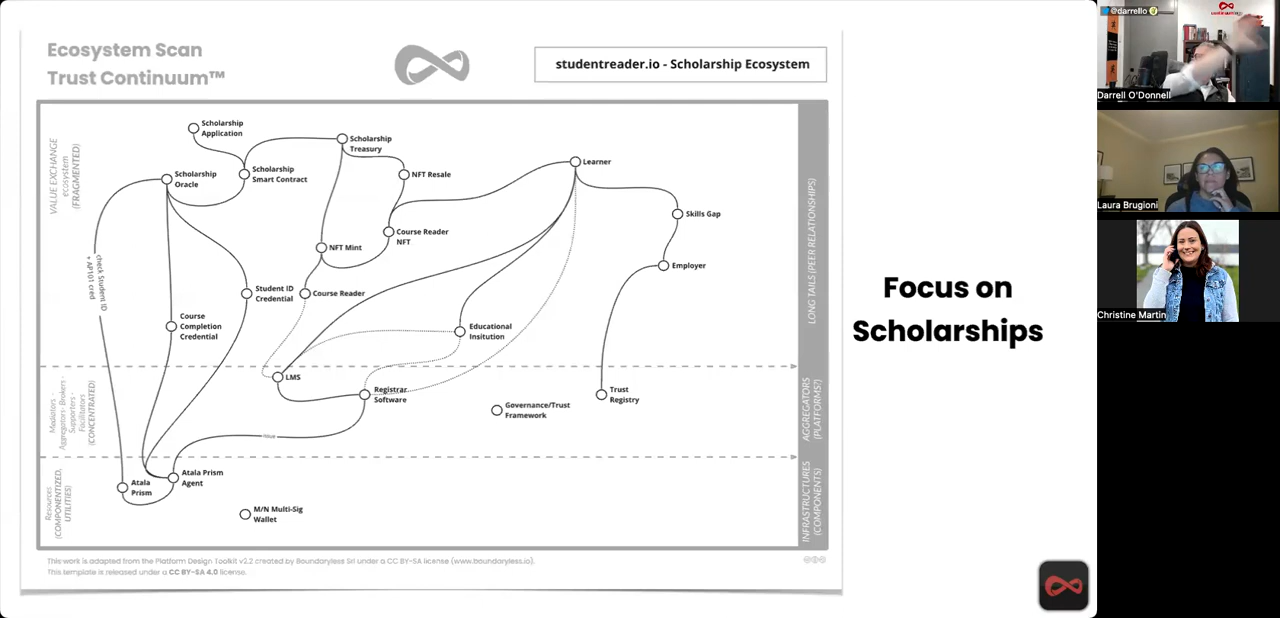 Ecosystem Scan
Trust Continuum™
studentreader.io - Scholarship Ecosystem
VALUE EXCHANGE
ecosystem
(FRAGMENTED)
Scholarship
Application
Scholarship
Treasury
Scholarship
Oracle
Scholarship
Smart Contract
NFT Resale
Learner
Skills Gap
Course Reader
NFT
NFT Mint
Employer
check Student ID
+ AP101 cred
Student ID
Credential
Course Reader
Course
Completion
Credential
Educational
Insitution
LONG TAILS (PEER RELATIONSHIPS)
Mediators -
Aggregators - Brokers -
Supporters -
Facilitators
(CONCENTRATED)
LMS
Registrar
Software
Governance/Trust
Framework
Trust
Registry
AGGREGATORS
(PLATFORMS?)
issue
Resources
(COMPONENTIZED,
UTILITIES)
Atala
Prism
Atala Prism
Agent
M/N Multi-Sig
Wallet
INFRASTRUCTURES
(COMPONENTS)
This work is adapted from the Platform Design Toolkit v2.2 created by Boundaryless Srl under a CC BY-SA license (www.boundaryless.io).
This template is released under a CC BY-SA 4.0 license.
Focus on
Scholarships
@darrello
Darrell O'Donnell
Laura Brugioni
Christine Martin